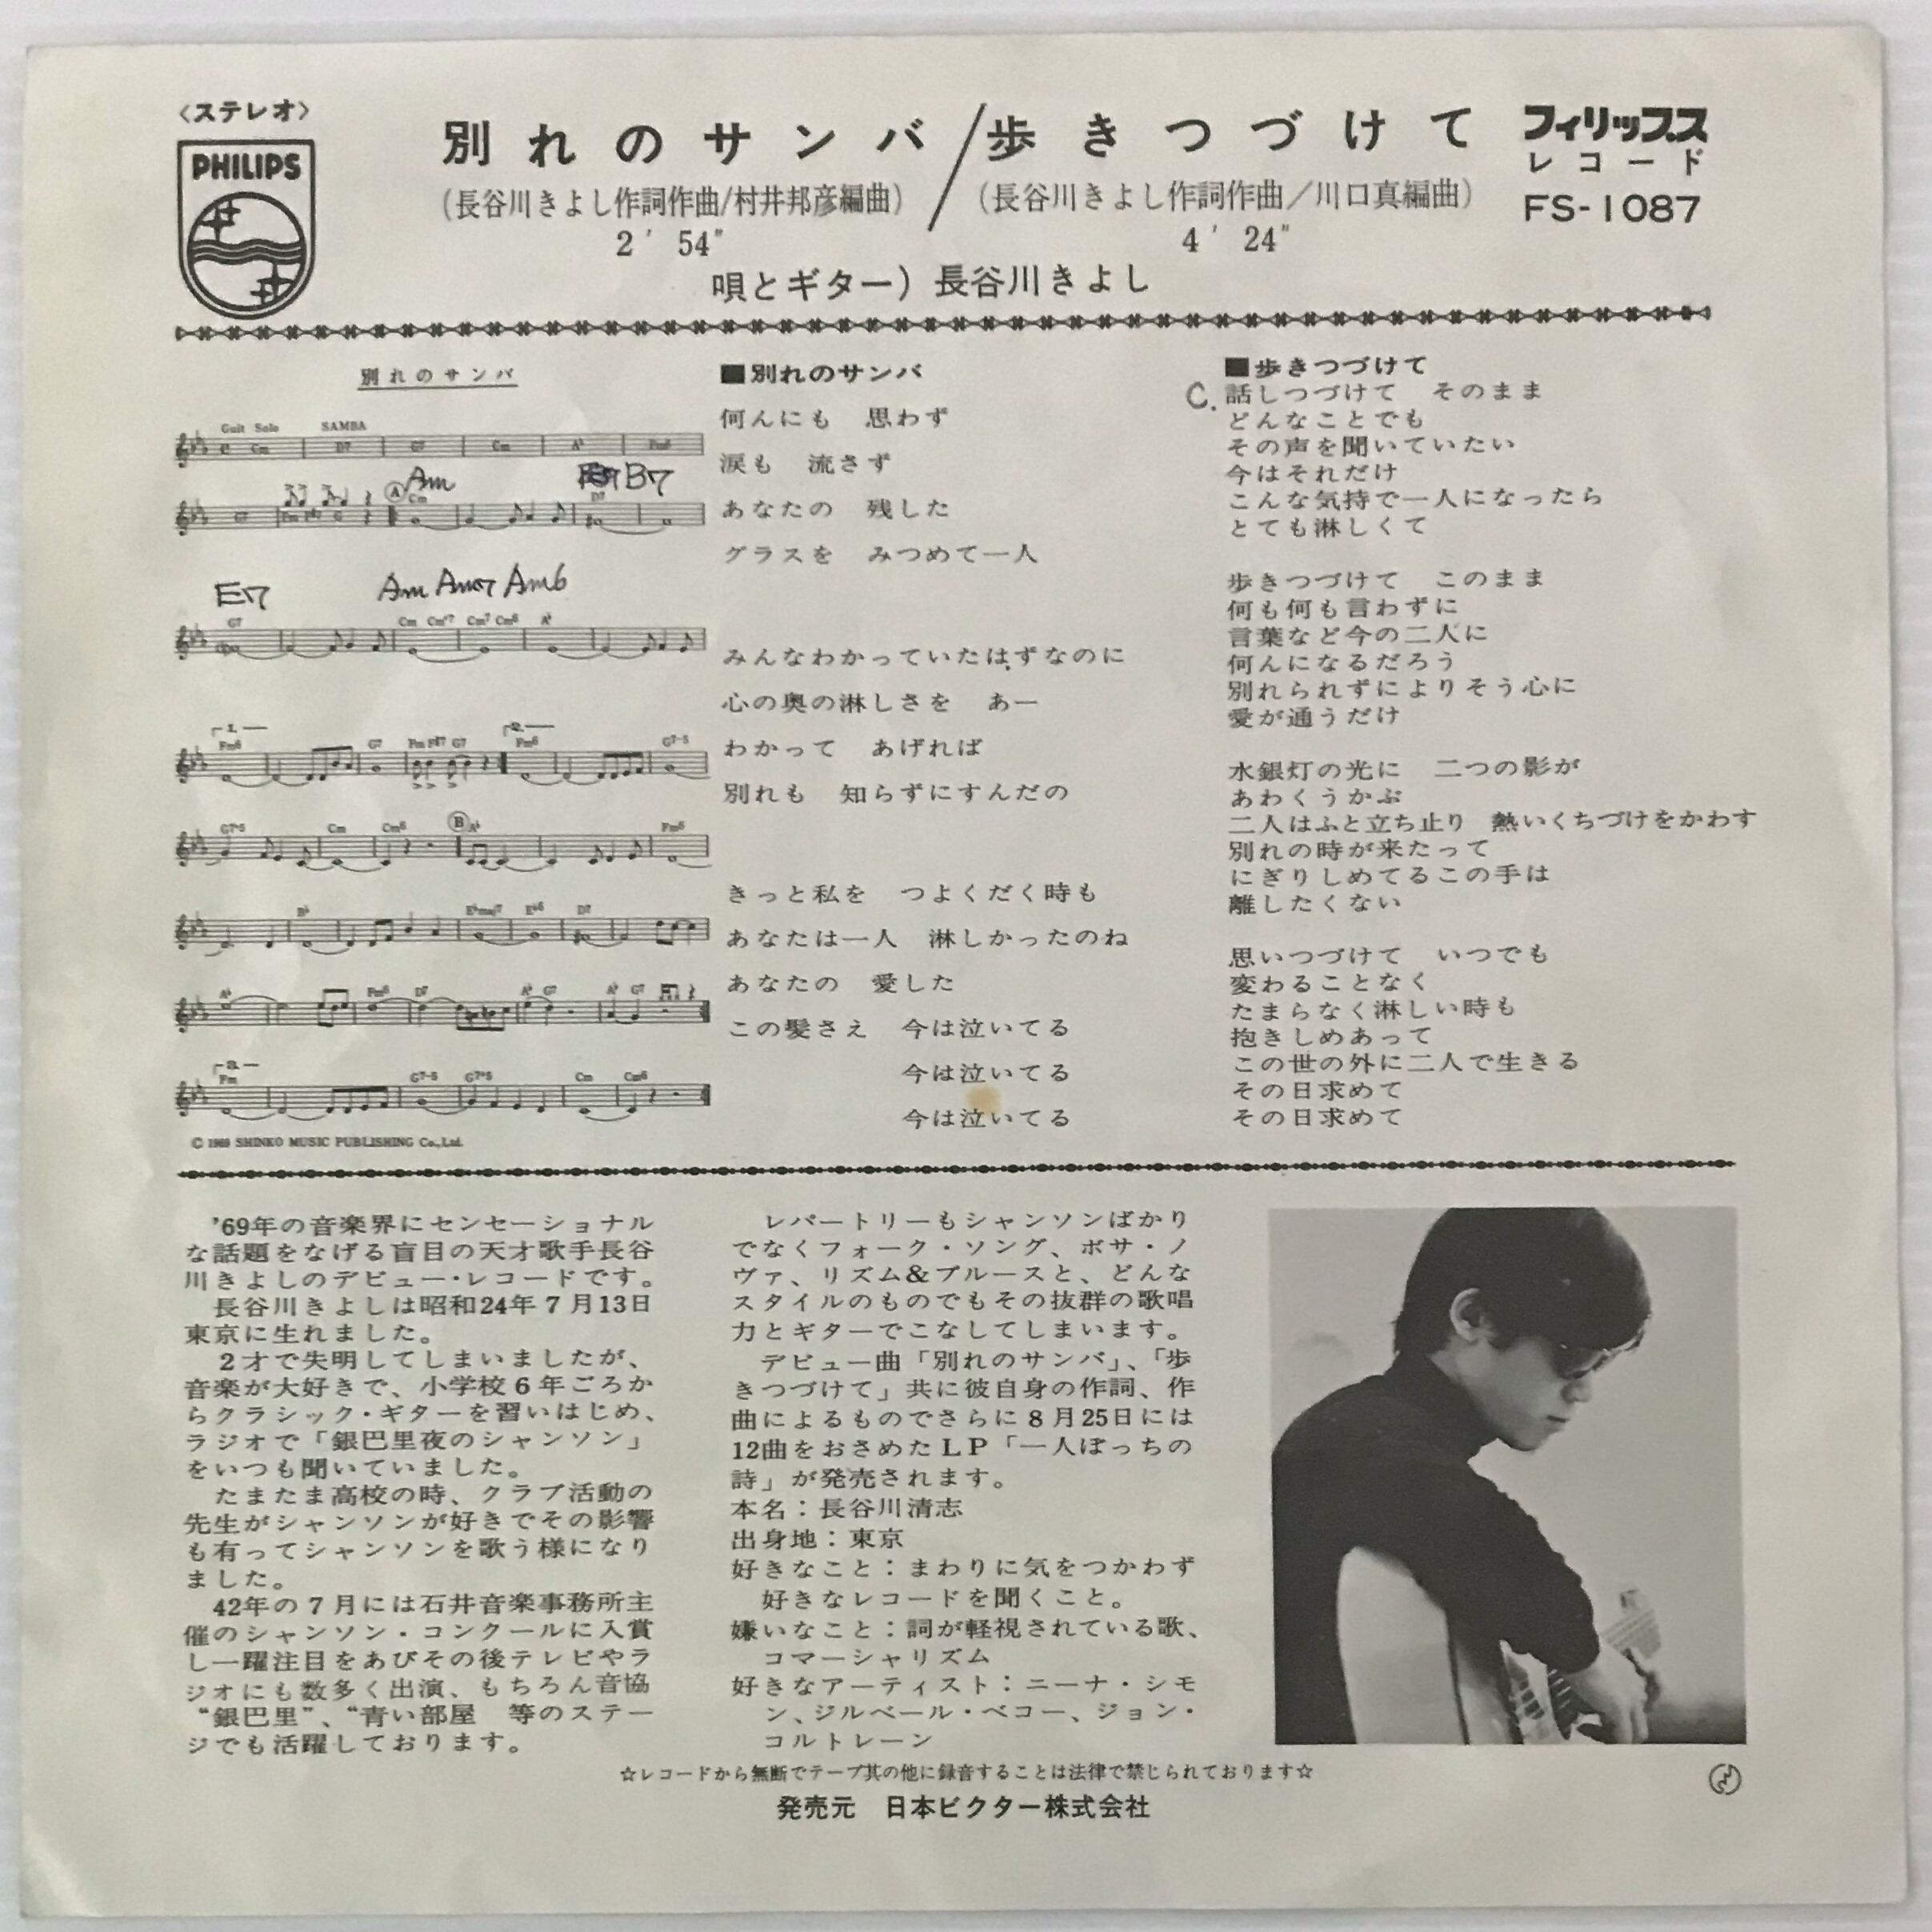 〈ステレオ〉
PHILIPS
別れのサンバ/歩きつづけて
(長谷川きよし作詞作曲/村井邦彦編曲)
(長谷川きよし作詞作曲/川口真編曲)
2′54″
4′24″
唄とギター)長谷川きよし
フィリップス
レコード
FS-1087
別れのサンバ
Guit Solo SAMBA
Cm D7 G7 Cm A♭ Fm6
Am B7
G7 Ⓐ Cm D7
E7 Am Am7 Am6
G7 Cm Cm7 Cm6 A♭
1. 2.
Fm6 G7 G7 Fm6 G7-5
Cm Cm6 Ⓑ A♭ Fm6
B♭ E♭maj7 E♭6 D7
A♭ Fm6 D7 A♭ G7 A♭ G7
Fm G7-5 Cm Cm6
© 1969 SHINKO MUSIC PUBLISHING Co., Ltd.
■別れのサンバ
何んにも 思わず
涙も 流さず
あなたの 残した
グラスを みつめて一人
みんなわかっていたはずなのに
心の奥の淋しさを あー
わかって あげれば
別れも 知らずにすんだの
きっと私を つよくだく時も
あなたは一人 淋しかったのね
あなたの 愛した
この髪さえ 今は泣いてる
今は泣いてる
今は泣いてる
■歩きつづけて
C. 話しつづけて そのまま
どんなことでも
その声を聞いていたい
今はそれだけ
こんな気持で一人になったら
とても淋しくて
歩きつづけて このまま
何も何も言わずに
言葉など今の二人に
何んになるだろう
別れられずによりそう心に
愛が通うだけ
水銀灯の光に 二つの影が
あわくうかぶ
二人はふと立ち止り 熱いくちづけをかわす
別れの時が来たって
にぎりしめてるこの手は
離したくない
思いつづけて いつでも
変わることなく
たまらなく淋しい時も
抱きしめあって
この世の外に二人で生きる
その日求めて
その日求めて
’69年の音楽界にセンセーショナル
な話題をなげる盲目の天才歌手長谷
川きよしのデビュー・レコードです。
長谷川きよしは昭和24年7月13日
東京に生れました。
2才で失明してしまいましたが、
音楽が大好きで、小学校6年ごろか
らクラシック・ギターを習いはじめ、
ラジオで「銀巴里夜のシャンソン」
をいつも聞いていました。
たまたま高校の時、クラブ活動の
先生がシャンソンが好きでその影響
も有ってシャンソンを歌う様になり
ました。
42年の7月には石井音楽事務所主
催のシャンソン・コンクールに入賞
し一躍注目をあびその後テレビやラ
ジオにも数多く出演、もちろん音協
“銀巴里”、“青い部屋 等のステー
ジでも活躍しております。
レパートリーもシャンソンばかり
でなくフォーク・ソング、ボサ・ノ
ヴァ、リズム&ブルースと、どんな
スタイルのものでもその抜群の歌唱
力とギターでこなしてしまいます。
デビュー曲「別れのサンバ」、「歩
きつづけて」共に彼自身の作詞、作
曲によるものでさらに8月25日には
12曲をおさめたLP「一人ぼっちの
詩」が発売されます。
本名：長谷川清志
出身地：東京
好きなこと：まわりに気をつかわず
好きなレコードを聞くこと。
嫌いなこと：詞が軽視されている歌、
コマーシャリズム
好きなアーティスト：ニーナ・シモ
ン、ジルベール・ベコー、ジョン・
コルトレーン
☆レコードから無断でテープ其の他に録音することは法律で禁じられております☆
発売元 日本ビクター株式会社